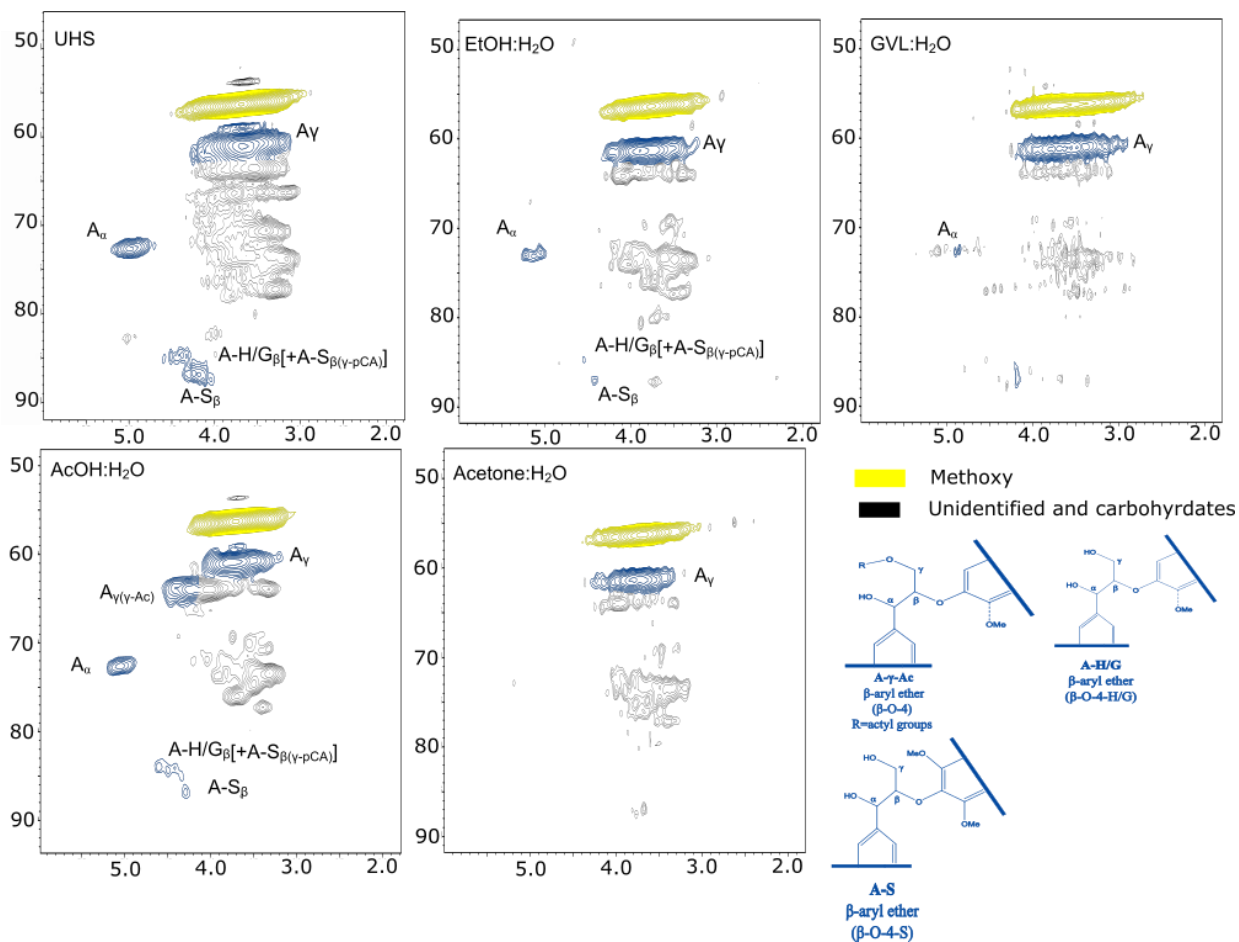 UHS
50
60
70
80
90
5.0 4.0 3.0 2.0
Aγ
Aα
A-H/Gβ[+A-Sβ(γ-pCA)]
A-Sβ
EtOH:H₂O
50
60
70
80
90
5.0 4.0 3.0 2.0
Aγ
Aα
A-H/Gβ[+A-Sβ(γ-pCA)]
A-Sβ
GVL:H₂O
50
60
70
80
90
5.0 4.0 3.0 2.0
Aγ
Aα
AcOH:H₂O
50
60
70
80
90
5.0 4.0 3.0 2.0
Aγ
Aγ(γ-Ac)
Aα
A-H/Gβ[+A-Sβ(γ-pCA)]
A-Sβ
Acetone:H₂O
50
60
70
80
90
5.0 4.0 3.0 2.0
Aγ
Methoxy
Unidentified and carbohyrdates
R O
γ
HO α
β
O
OMe
A-γ-Ac
β-aryl ether
(β-O-4)
R=actyl groups
HO γ
HO α
β
O
OMe
A-H/G
β-aryl ether
(β-O-4-H/G)
MeO
HO γ
HO α
β
O
OMe
A-S
β-aryl ether
(β-O-4-S)